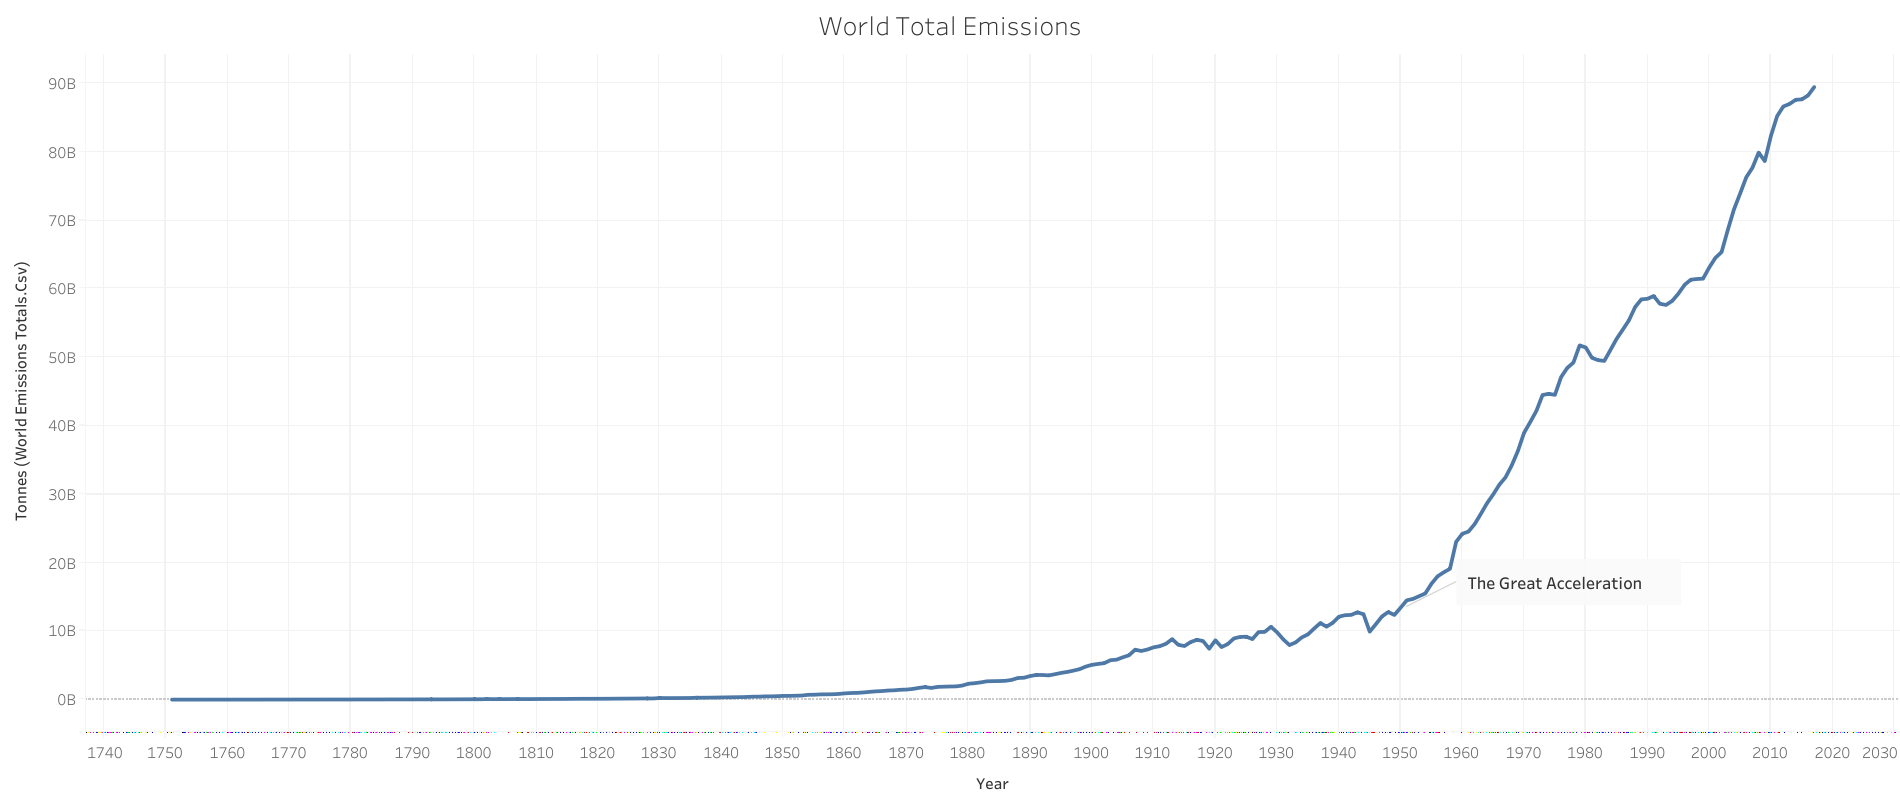 World Total Emissions
90B
80B
70B
60B
50B
40B
30B
20B
10B
0B
Tonnes (World Emissions Totals.Csv)
The Great Acceleration
1740 1750 1760 1770 1780 1790 1800 1810 1820 1830 1840 1850 1860 1870 1880 1890 1900 1910 1920 1930 1940 1950 1960 1970 1980 1990 2000 2010 2020 2030
Year